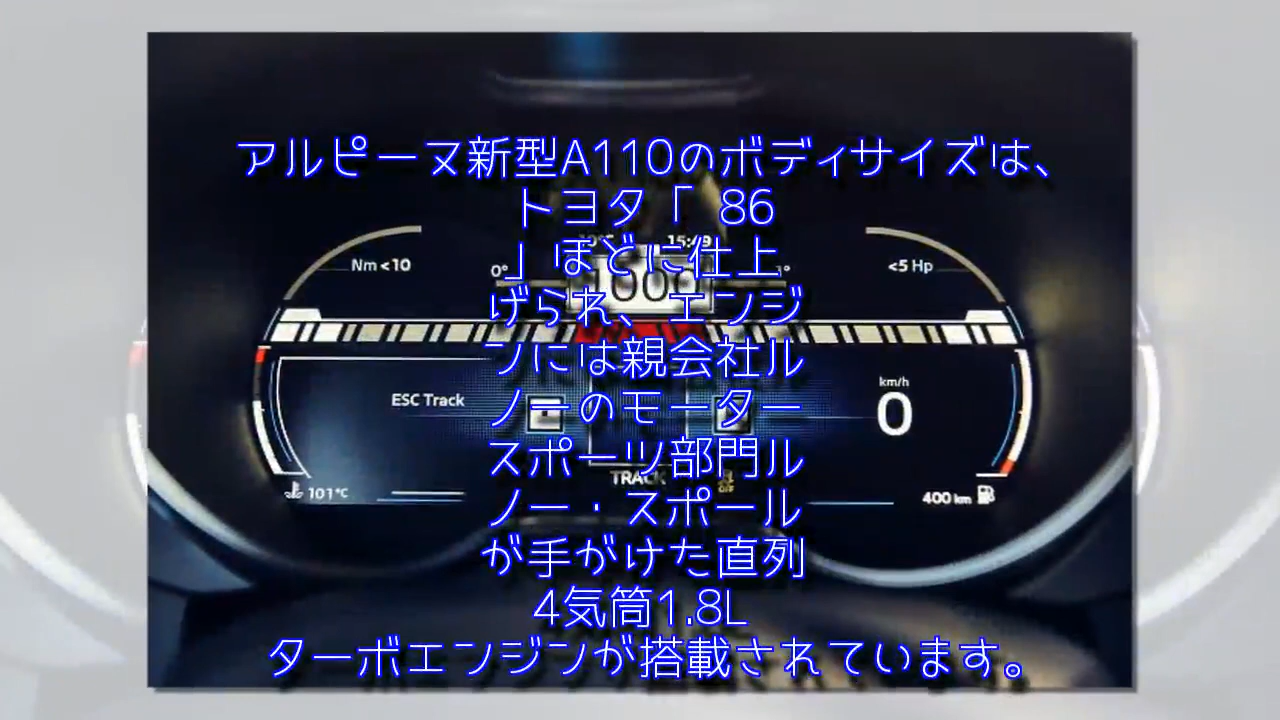 アルピーヌ新型A110のボディサイズは、
トヨタ「 86
」ほどに仕上
げられ、エンジ
ンには親会社ル
ノーのモーター
スポーツ部門ル
ノー・スポール
が手がけた直列
4気筒1.8L
ターボエンジンが搭載されています。
15:49
Nm <10
0°
1000
<5 Hp
ESC Track
km/h
0
TRACK
OFF
101°C
400 km